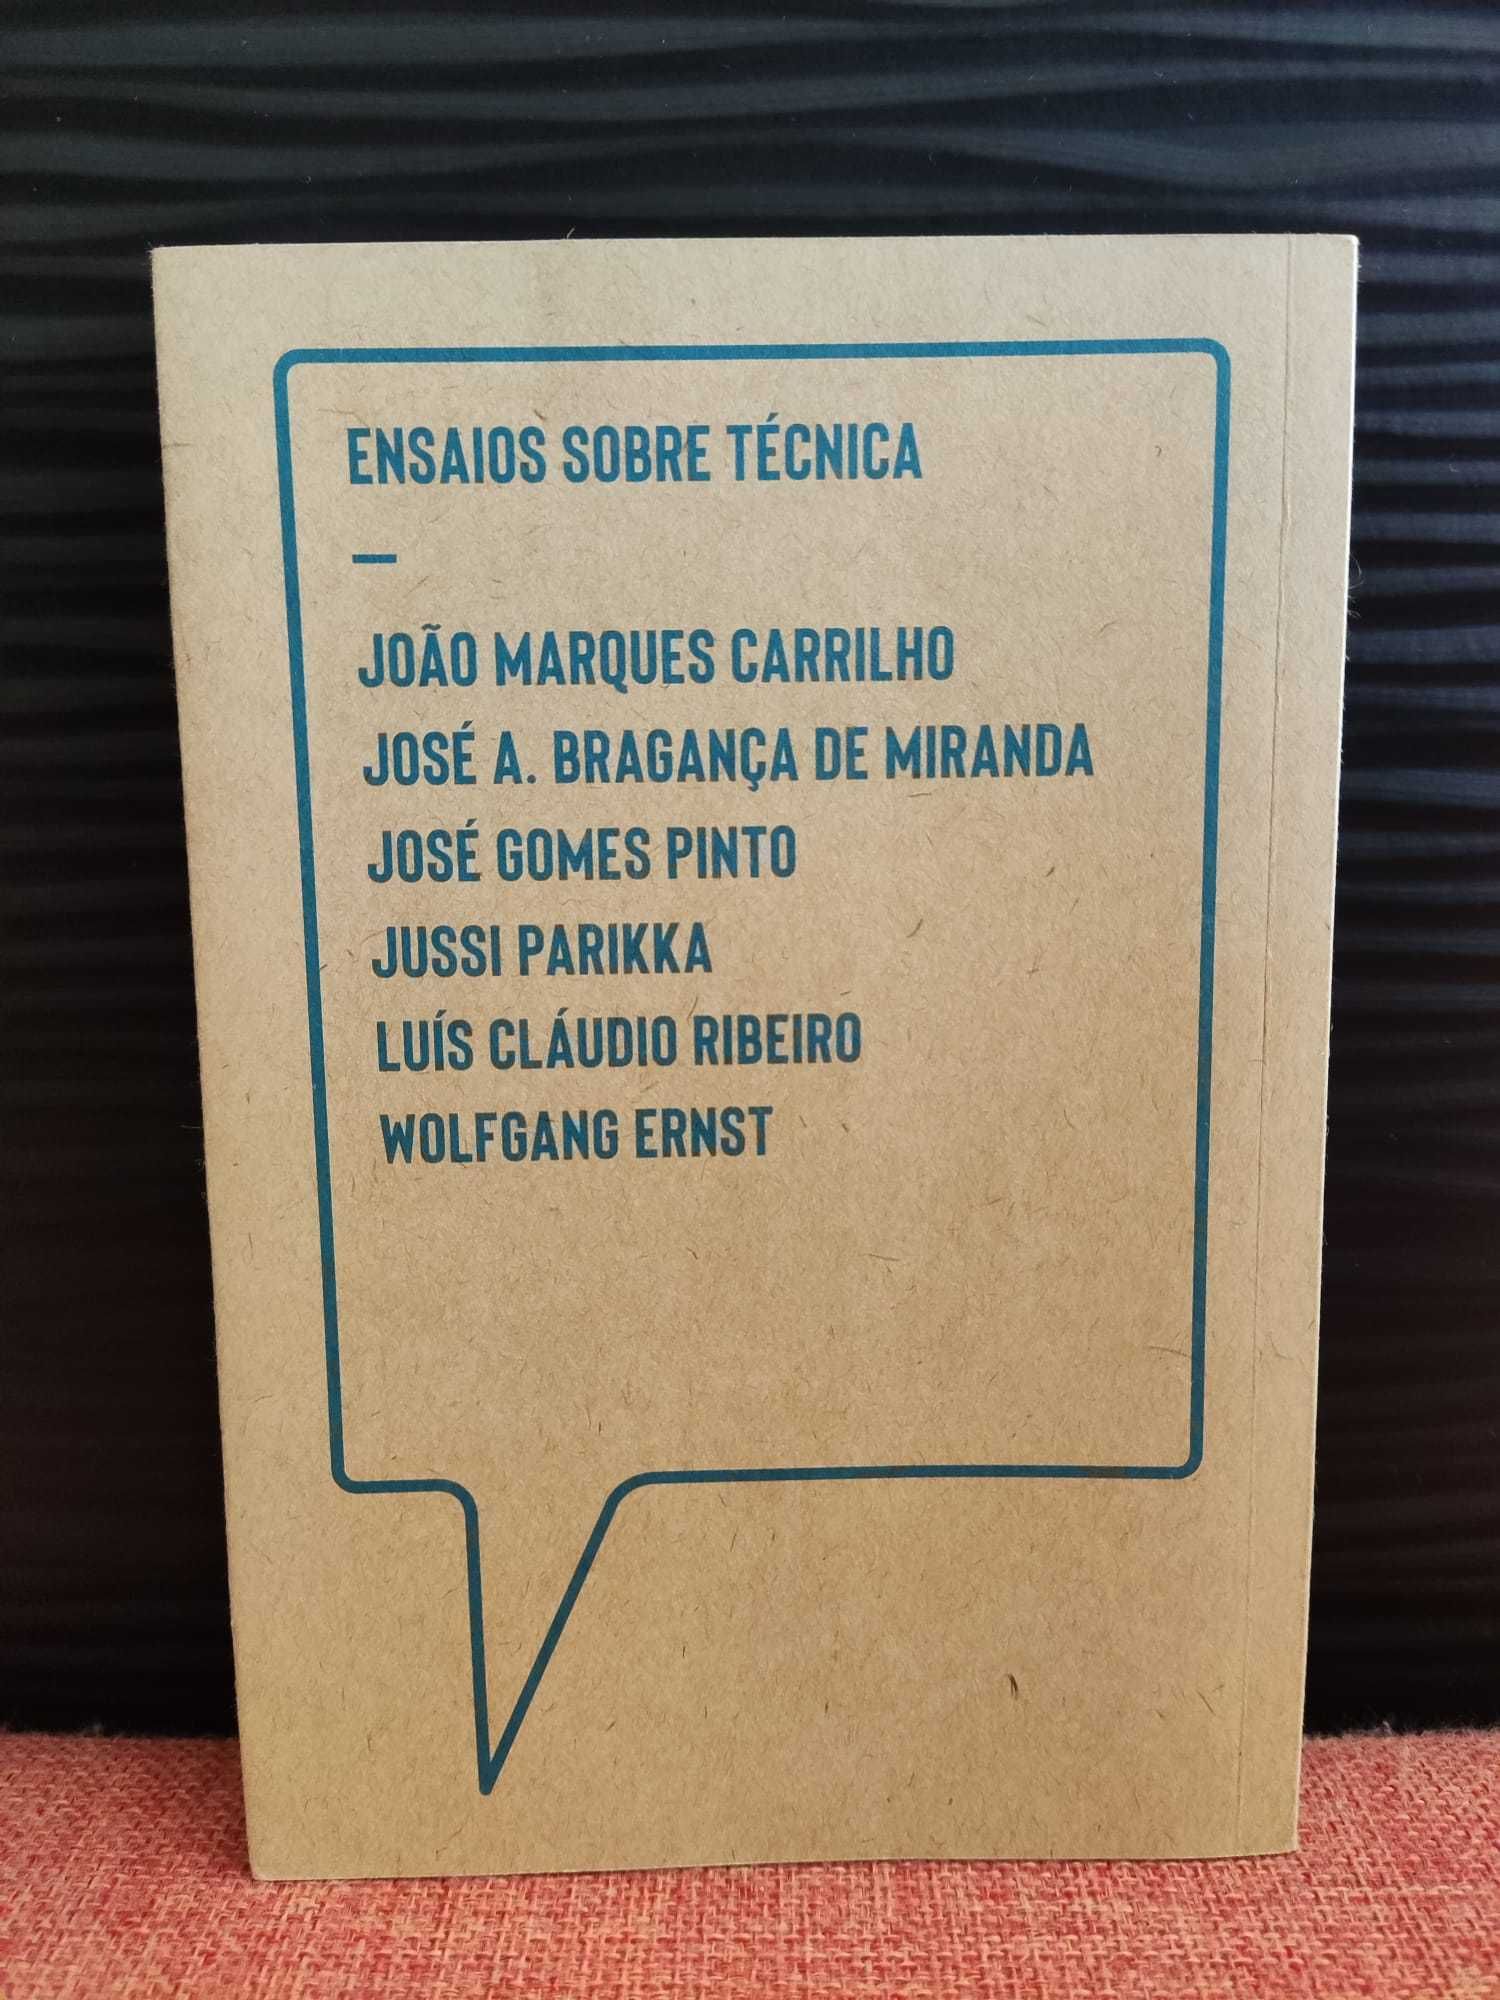 ENSAIOS SOBRE TÉCNICA
—
JOÃO MARQUES CARRILHO
JOSÉ A. BRAGANÇA DE MIRANDA
JOSÉ GOMES PINTO
JUSSI PARIKKA
LUÍS CLÁUDIO RIBEIRO
WOLFGANG ERNST